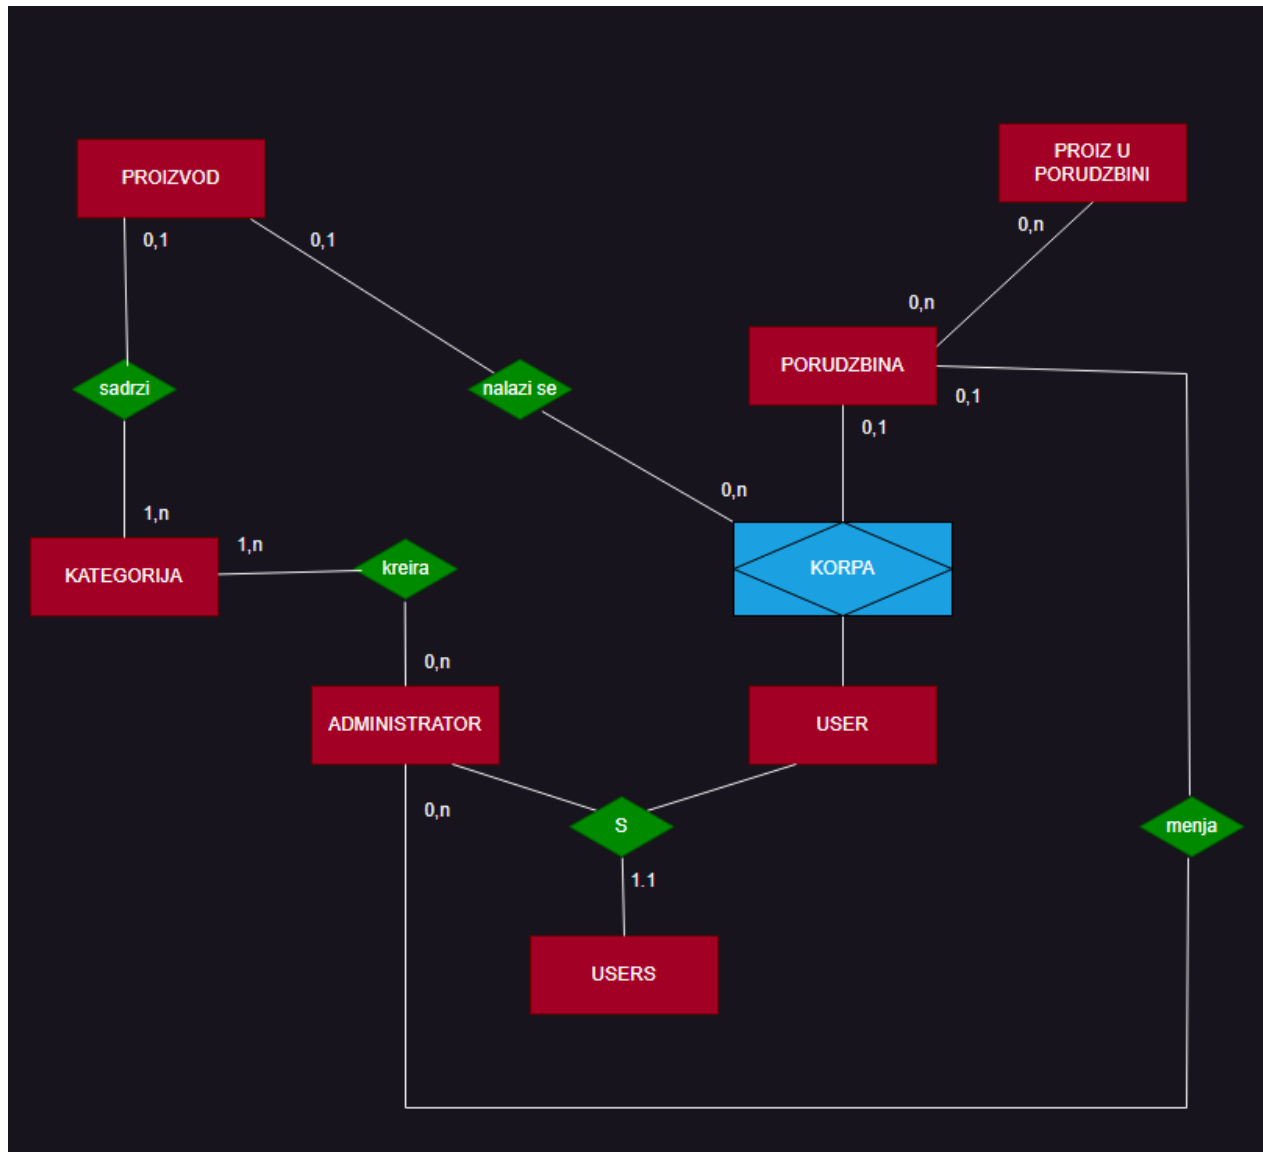 PROIZVOD
PROIZ U
PORUDZBINI
0,1
0,1
0,n
0,n
PORUDZBINA
sadrzi
nalazi se
0,1
0,1
0,n
1,n
1,n
KATEGORIJA
kreira
KORPA
0,n
ADMINISTRATOR
USER
0,n
S
menja
1.1
USERS